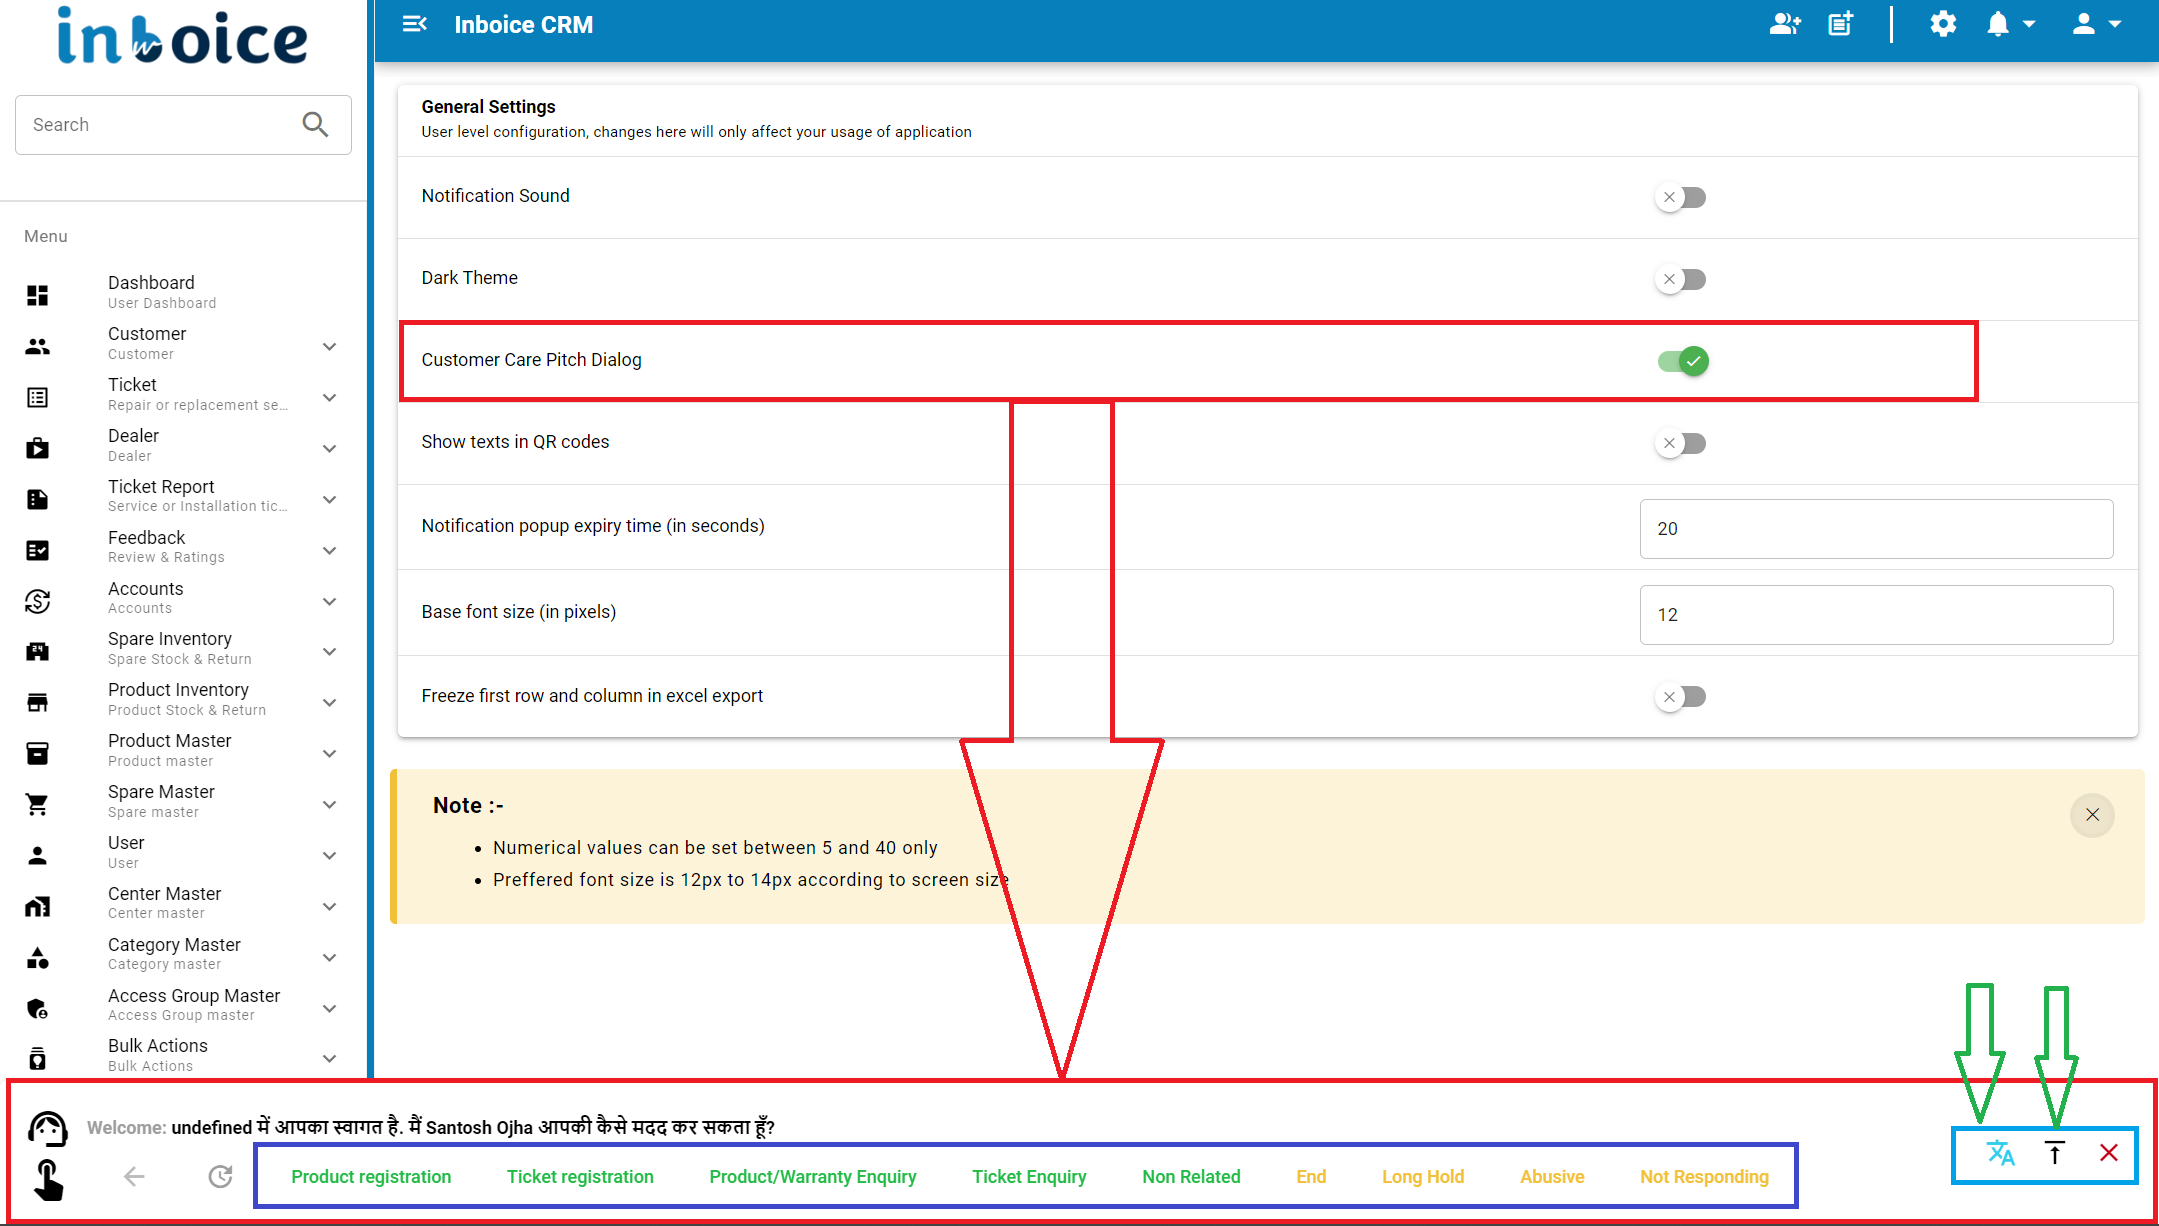 inboice
Inboice CRM
Search
Menu
Dashboard
User Dashboard
Customer
Customer
Ticket
Repair or replacement se...
Dealer
Dealer
Ticket Report
Service or Installation tic...
Feedback
Review & Ratings
Accounts
Accounts
Spare Inventory
Spare Stock & Return
Product Inventory
Product Stock & Return
Product Master
Product master
Spare Master
Spare master
User
User
Center Master
Center master
Category Master
Category master
Access Group Master
Access Group master
Bulk Actions
Bulk Actions
General Settings
User level configuration, changes here will only affect your usage of application
Notification Sound
Dark Theme
Customer Care Pitch Dialog
Show texts in QR codes
Notification popup expiry time (in seconds) 20
Base font size (in pixels) 12
Freeze first row and column in excel export
Note :-
Numerical values can be set between 5 and 40 only
Preffered font size is 12px to 14px according to screen size
Welcome: undefined में आपका स्वागत है. मैं Santosh Ojha आपकी कैसे मदद कर सकता हूँ?
Product registration Ticket registration Product/Warranty Enquiry Ticket Enquiry Non Related End Long Hold Abusive Not Responding